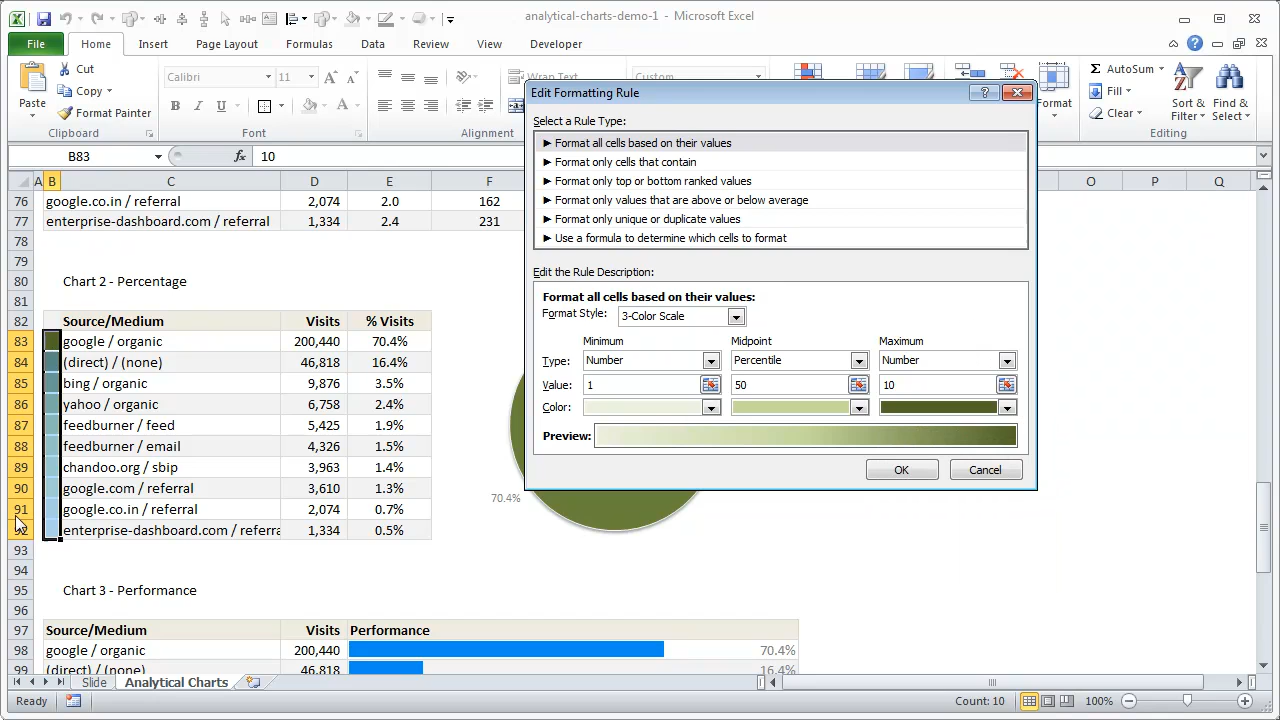 analytical-charts-demo-1 - Microsoft Excel
File Home Insert Page Layout Formulas Data Review View Developer
Paste
Cut
Copy
Format Painter
Clipboard
Calibri 11
B I U
Font
Wrap Text
Alignment
Custom
Format
AutoSum
Fill
Clear
Sort & Filter
Find & Select
Editing
B83 fx 10
A B C D E F O P Q
76 google.co.in / referral 2,074 2.0 162
77 enterprise-dashboard.com / referral 1,334 2.4 231
78
79
80 Chart 2 - Percentage
81
82 Source/Medium Visits % Visits
83 google / organic 200,440 70.4%
84 (direct) / (none) 46,818 16.4%
85 bing / organic 9,876 3.5%
86 yahoo / organic 6,758 2.4%
87 feedburner / feed 5,425 1.9%
88 feedburner / email 4,326 1.5%
89 chandoo.org / sbip 3,963 1.4%
90 google.com / referral 3,610 1.3%
91 google.co.in / referral 2,074 0.7%
92 enterprise-dashboard.com / referra 1,334 0.5%
93
94
95 Chart 3 - Performance
96
97 Source/Medium Visits Performance
98 google / organic 200,440 70.4%
99 (direct) / (none) 46,818 16.4%
70.4%
Edit Formatting Rule
Select a Rule Type:
► Format all cells based on their values
► Format only cells that contain
► Format only top or bottom ranked values
► Format only values that are above or below average
► Format only unique or duplicate values
► Use a formula to determine which cells to format
Edit the Rule Description:
Format all cells based on their values:
Format Style: 3-Color Scale
Minimum Midpoint Maximum
Type: Number Percentile Number
Value: 1 50 10
Color:
Preview:
OK Cancel
Slide Analytical Charts
Ready Count: 10 100%